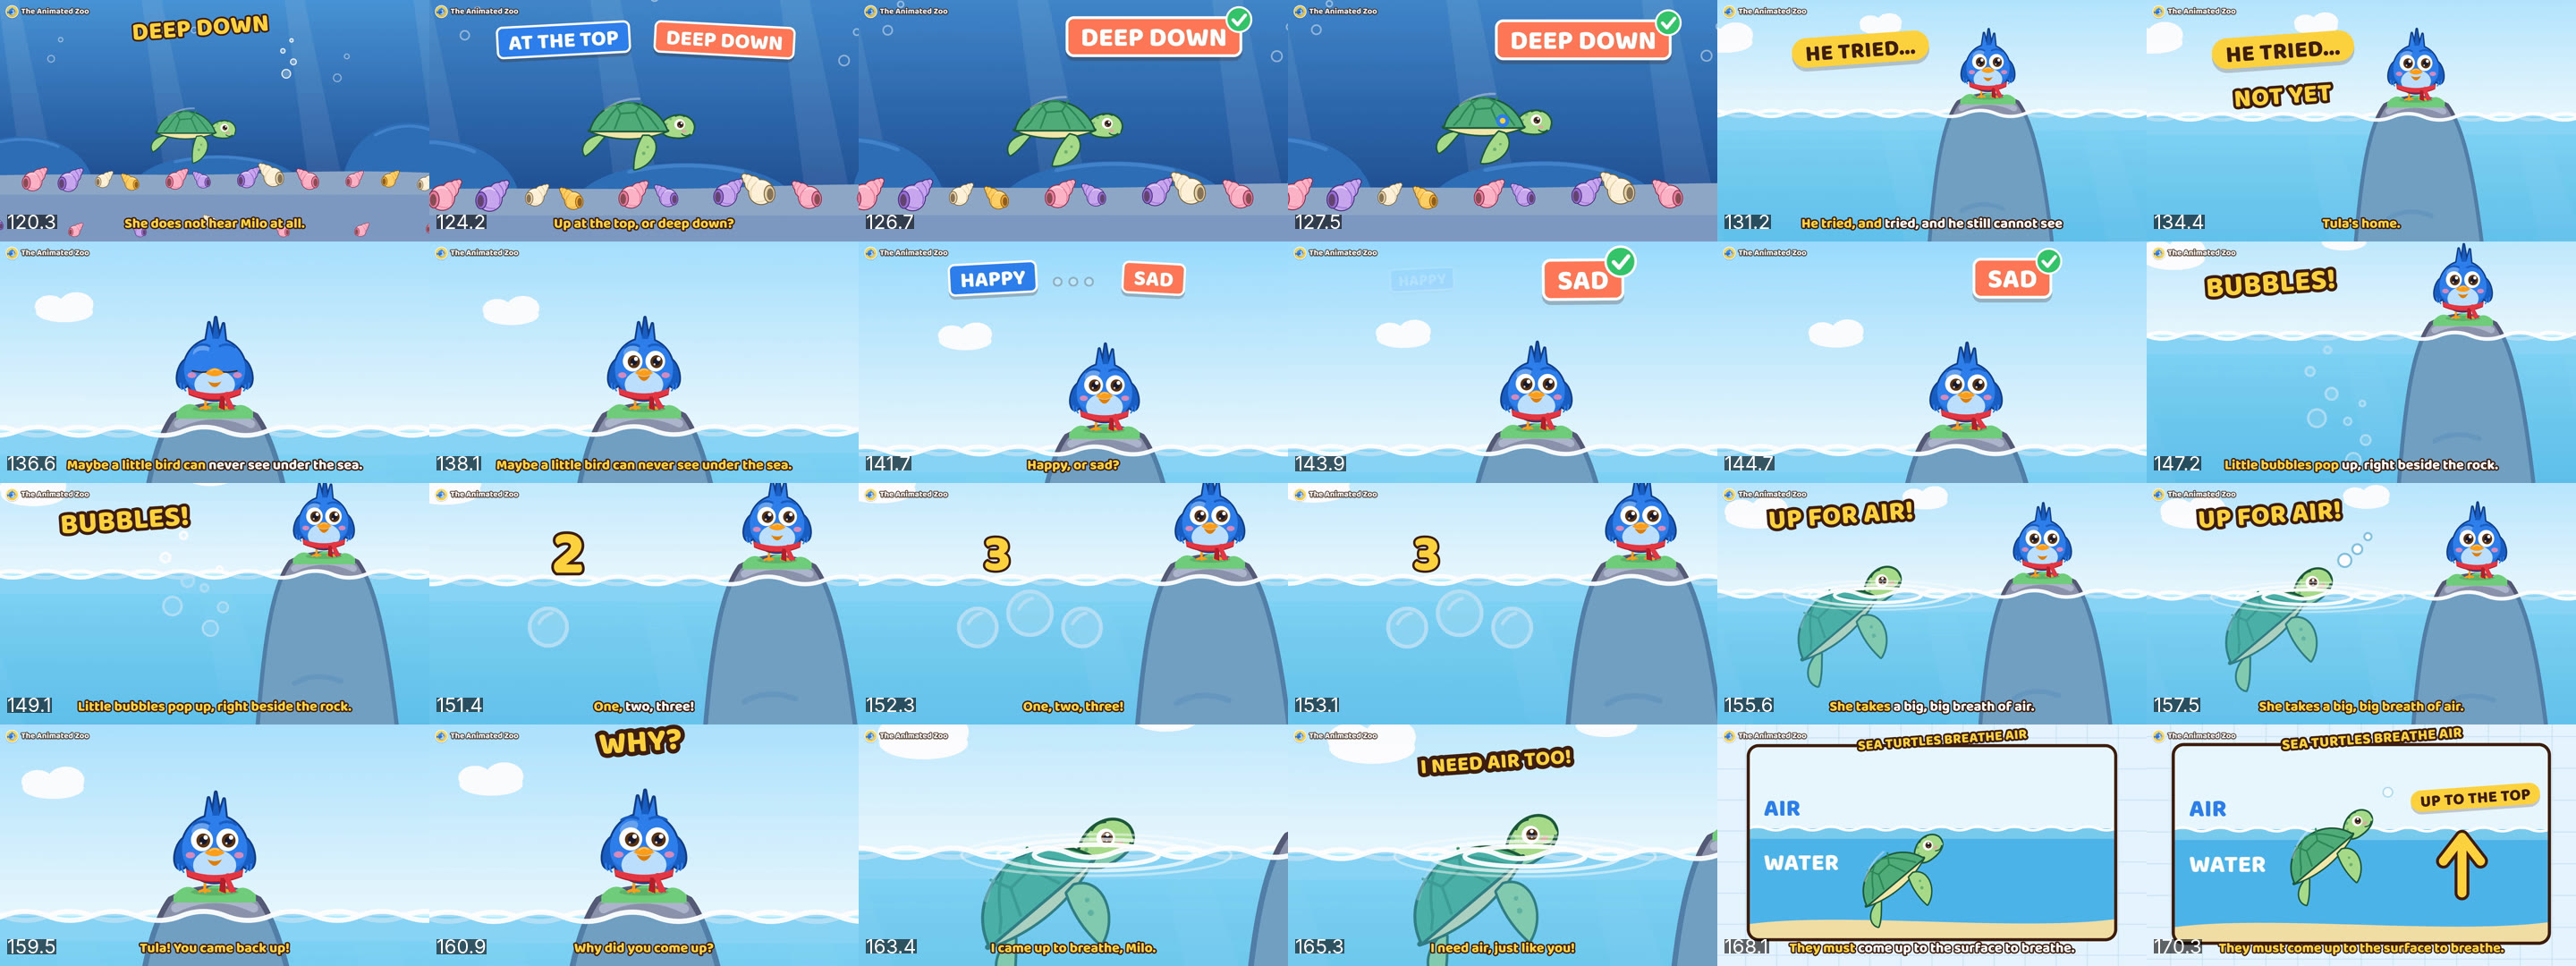 The Animated Zoo
DEEP DOWN
120.3
She does not hear Milo at all.
The Animated Zoo
AT THE TOP
DEEP DOWN
124.2
Up at the top, or deep down?
The Animated Zoo
DEEP DOWN
126.7
The Animated Zoo
DEEP DOWN
127.5
The Animated Zoo
HE TRIED...
131.2
He tried, and tried, and he still cannot see
The Animated Zoo
HE TRIED...
NOT YET
134.4
Tula's home.
The Animated Zoo
136.6
Maybe a little bird can never see under the sea.
The Animated Zoo
138.1
Maybe a little bird can never see under the sea.
The Animated Zoo
HAPPY
SAD
141.7
Happy, or sad?
The Animated Zoo
HAPPY
SAD
143.9
The Animated Zoo
SAD
144.7
The Animated Zoo
BUBBLES!
147.2
Little bubbles pop up, right beside the rock.
The Animated Zoo
BUBBLES!
149.1
Little bubbles pop up, right beside the rock.
The Animated Zoo
2
151.4
One, two, three!
The Animated Zoo
3
152.3
One, two, three!
The Animated Zoo
3
153.1
The Animated Zoo
UP FOR AIR!
155.6
She takes a big, big breath of air.
The Animated Zoo
UP FOR AIR!
157.5
She takes a big, big breath of air.
The Animated Zoo
159.5
Tula! You came back up!
The Animated Zoo
WHY?
160.9
Why did you come up?
The Animated Zoo
163.4
I came up to breathe, Milo.
The Animated Zoo
I NEED AIR TOO!
165.3
I need air, just like you!
The Animated Zoo
SEA TURTLES BREATHE AIR
AIR
WATER
168.1
They must come up to the surface to breathe.
The Animated Zoo
SEA TURTLES BREATHE AIR
AIR
UP TO THE TOP
WATER
170.3
They must come up to the surface to breathe.